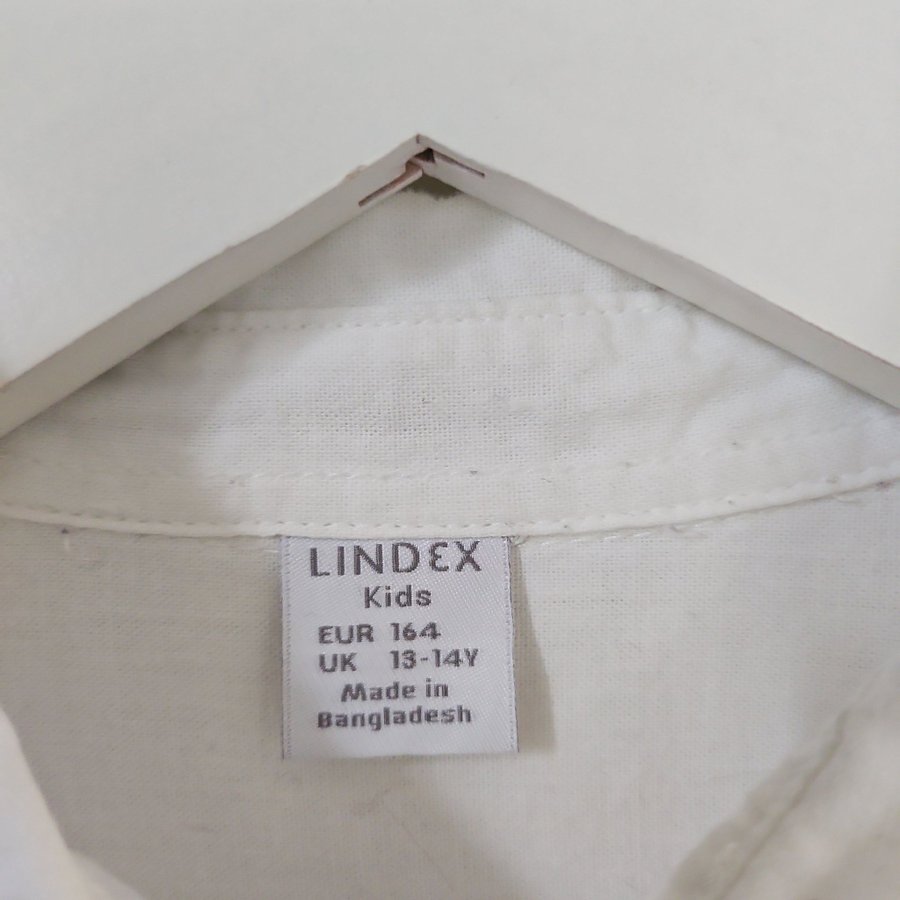 LINDEX
Kids
EUR 164
UK 13-14Y
Made in
Bangladesh